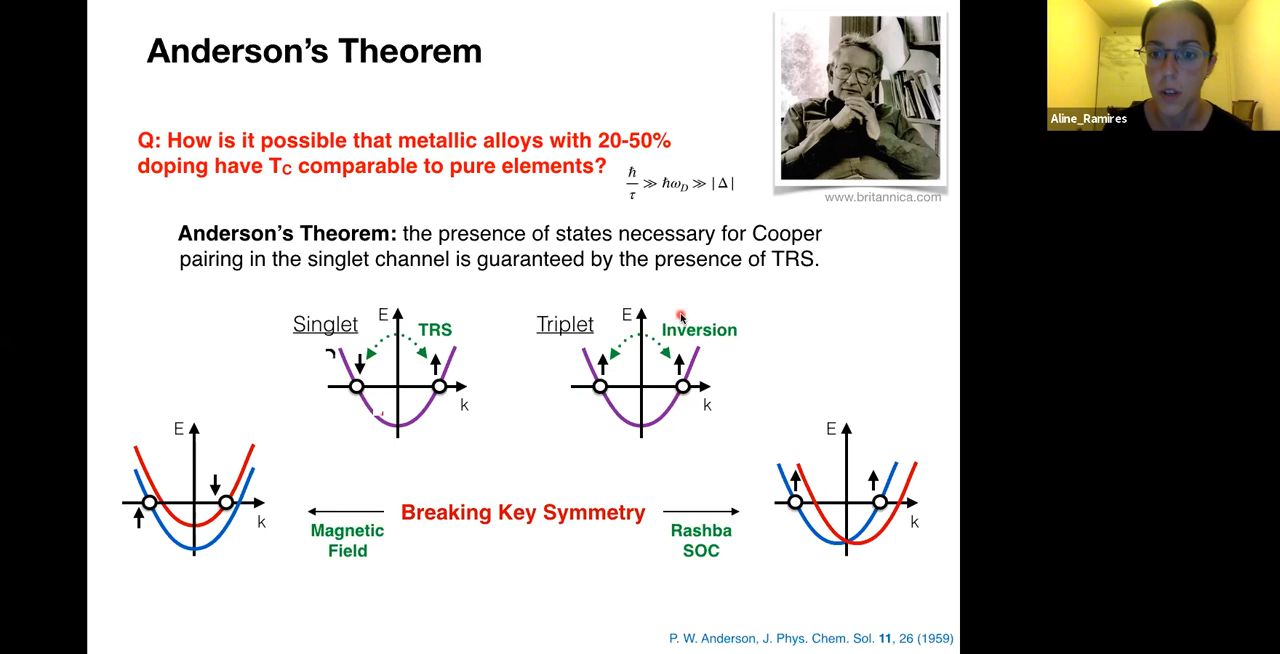 Anderson's Theorem
Aline_Ramires
Q: How is it possible that metallic alloys with 20-50%
doping have Tc comparable to pure elements?
ħ/τ ≫ ħω_D ≫ |Δ|
www.britannica.com
Anderson's Theorem: the presence of states necessary for Cooper
pairing in the singlet channel is guaranteed by the presence of TRS.
Singlet
E
TRS
k
Triplet
E
Inversion
k
E
k
Magnetic
Field
Breaking Key Symmetry
Rashba
SOC
E
k
P. W. Anderson, J. Phys. Chem. Sol. 11, 26 (1959)